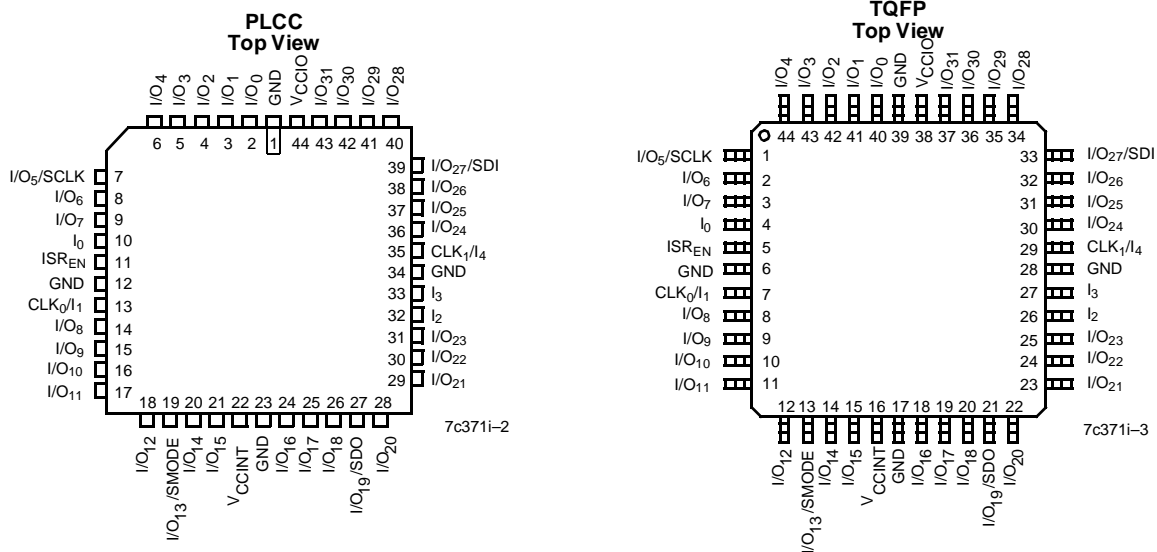 PLCC
Top View
I/O4 I/O3 I/O2 I/O1 I/O0 GND VCCIO I/O31 I/O30 I/O29 I/O28
6 5 4 3 2 1 44 43 42 41 40
I/O5/SCLK 7
I/O6 8
I/O7 9
I0 10
ISREN 11
GND 12
CLK0/I1 13
I/O8 14
I/O9 15
I/O10 16
I/O11 17
39 I/O27/SDI
38 I/O26
37 I/O25
36 I/O24
35 CLK1/I4
34 GND
33 I3
32 I2
31 I/O23
30 I/O22
29 I/O21
18 19 20 21 22 23 24 25 26 27 28
I/O12 I/O13/SMODE I/O14 I/O15 VCCINT GND I/O16 I/O17 I/O18 I/O19/SDO I/O20
7c371i–2
TQFP
Top View
I/O4 I/O3 I/O2 I/O1 I/O0 GND VCCIO I/O31 I/O30 I/O29 I/O28
44 43 42 41 40 39 38 37 36 35 34
I/O5/SCLK 1
I/O6 2
I/O7 3
I0 4
ISREN 5
GND 6
CLK0/I1 7
I/O8 8
I/O9 9
I/O10 10
I/O11 11
33 I/O27/SDI
32 I/O26
31 I/O25
30 I/O24
29 CLK1/I4
28 GND
27 I3
26 I2
25 I/O23
24 I/O22
23 I/O21
12 13 14 15 16 17 18 19 20 21 22
I/O12 I/O13/SMODE I/O14 I/O15 VCCINT GND I/O16 I/O17 I/O18 I/O19/SDO I/O20
7c371i–3